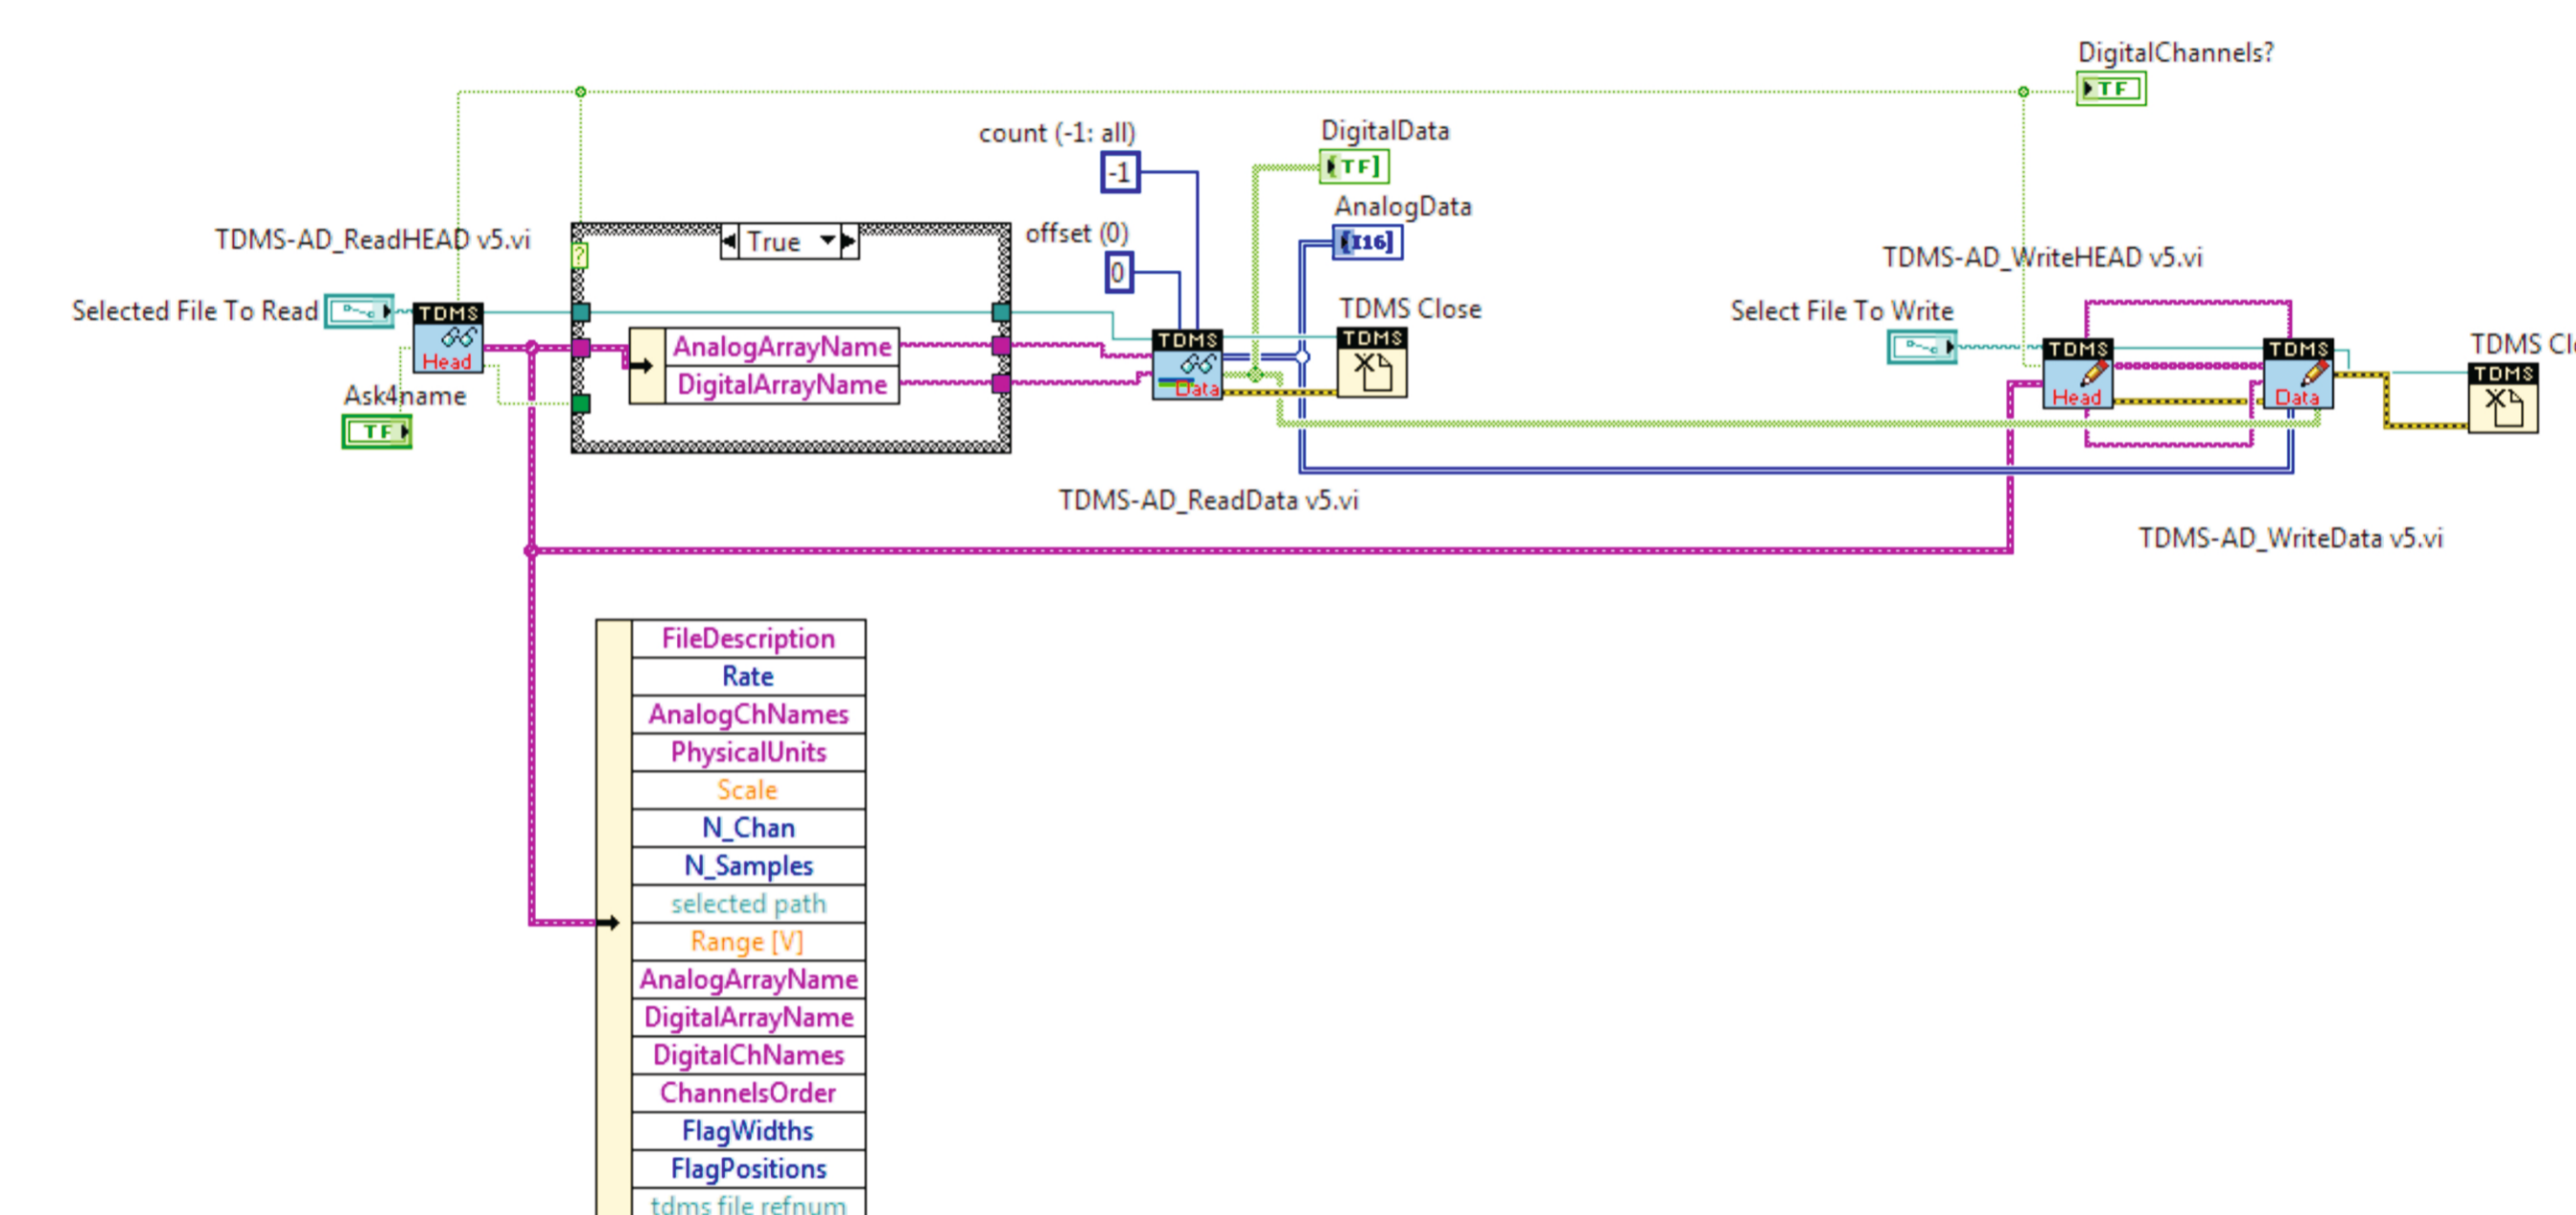 DigitalChannels?
TF
count (-1: all)
-1
DigitalData
TF
AnalogData
I16
TDMS-AD_ReadHEAD v5.vi
True
offset (0)
0
?
TDMS-AD_WriteHEAD v5.vi
Selected File To Read
TDMS
Head
AnalogArrayName
DigitalArrayName
TDMS
Data
TDMS Close
TDMS
Select File To Write
TDMS
Head
TDMS
Data
TDMS Cl
TDMS
Ask4name
TF
TDMS-AD_ReadData v5.vi
TDMS-AD_WriteData v5.vi
FileDescription
Rate
AnalogChNames
PhysicalUnits
Scale
N_Chan
N_Samples
selected path
Range [V]
AnalogArrayName
DigitalArrayName
DigitalChNames
ChannelsOrder
FlagWidths
FlagPositions
tdms file refnum